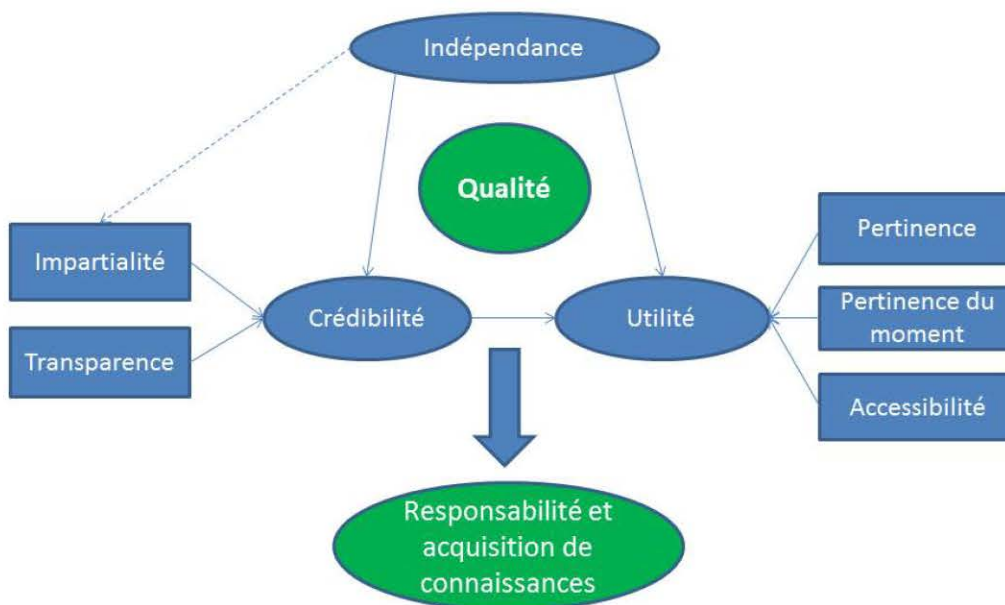 Indépendance
Qualité
Impartialité
Transparence
Crédibilité
Utilité
Pertinence
Pertinence du
moment
Accessibilité
Responsabilité et
acquisition de
connaissances